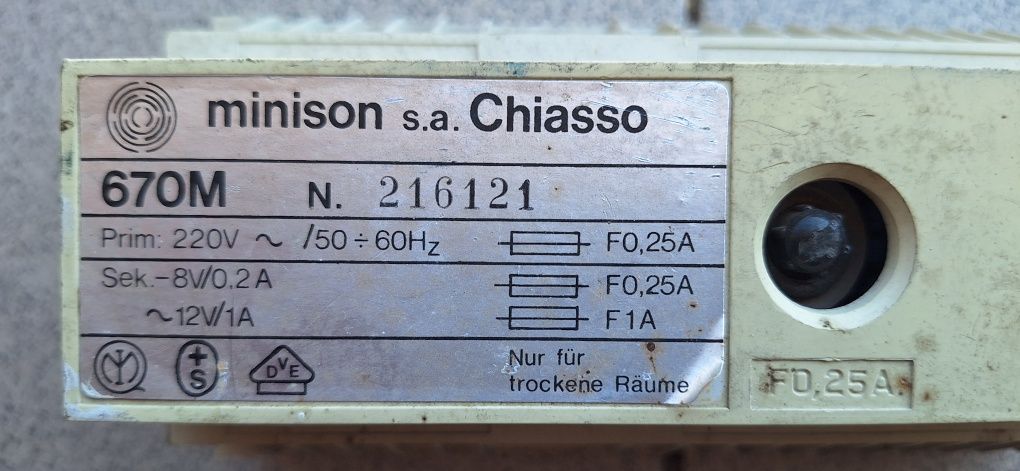 minison s.a. Chiasso
670M N. 216121
Prim: 220V ~ /50÷60Hz F0,25A
Sek.-8V/0,2A F0,25A
~12V/1A F1A
+S DVE Nur für
trockene Räume
F0,25A.